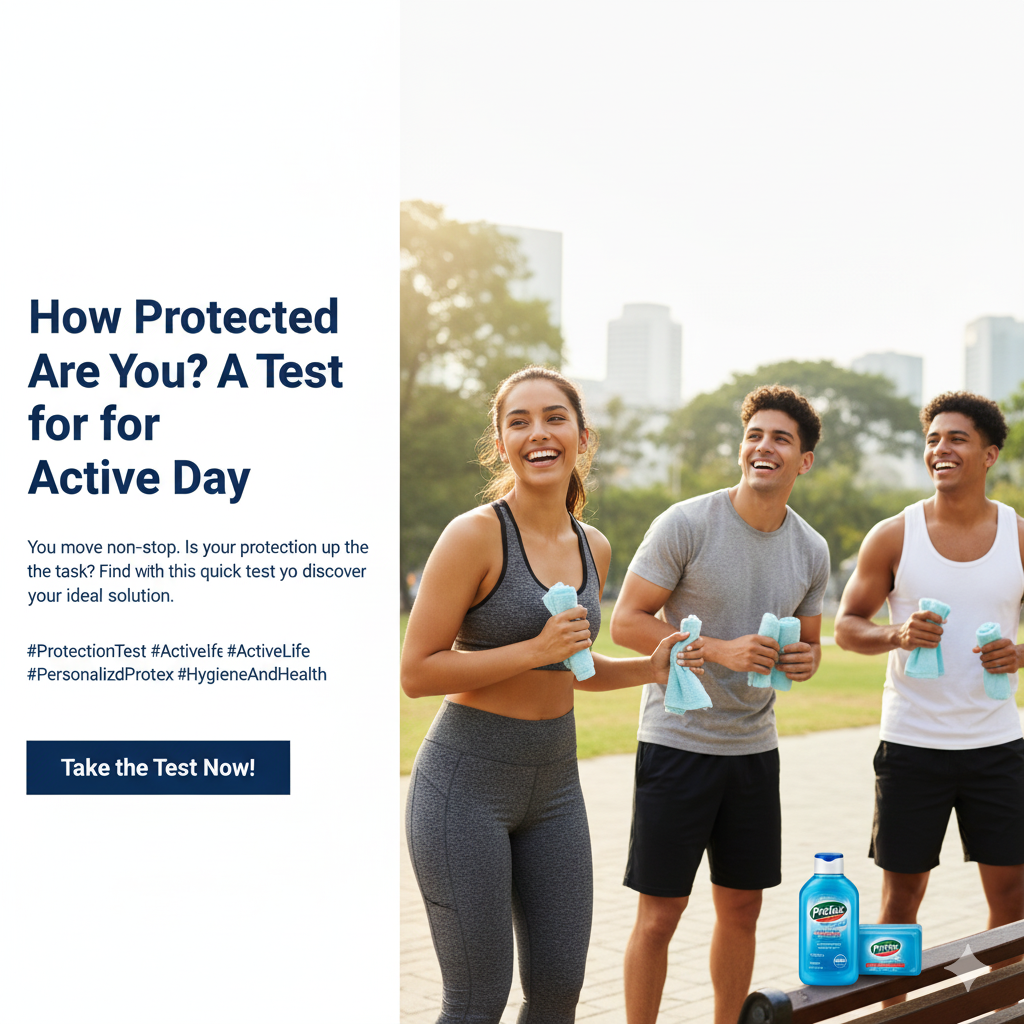 How Protected
Are You? A Test
for for
Active Day
You move non-stop. Is your protection up the
the task? Find with this quick test yo discover
your ideal solution.
#ProtectionTest #Activelfe #ActiveLife
#PersonalizdProtex #HygieneAndHealth
Take the Test Now!